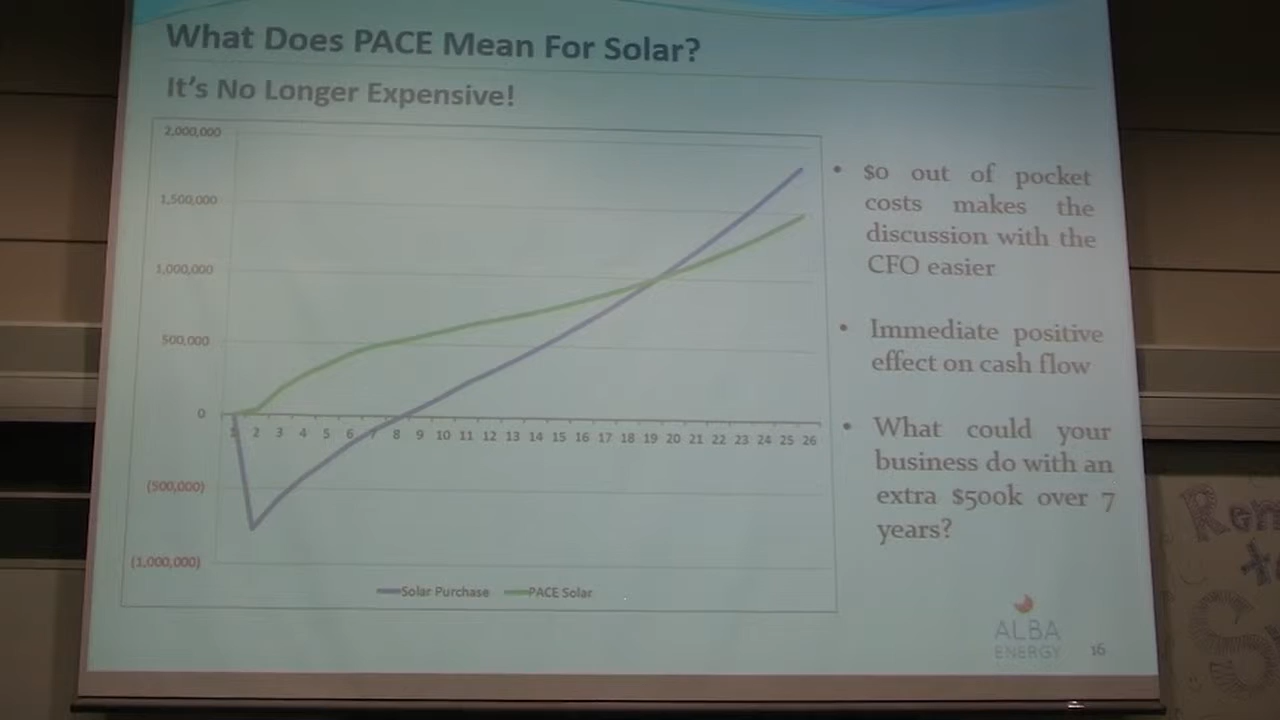 What Does PACE Mean For Solar?
It's No Longer Expensive!
2,000,000
1,500,000
1,000,000
500,000
0
(500,000)
(1,000,000)
1 2 3 4 5 6 7 8 9 10 11 12 13 14 15 16 17 18 19 20 21 22 23 24 25 26
Solar Purchase PACE Solar
• $0 out of pocket
costs makes the
discussion with the
CFO easier
• Immediate positive
effect on cash flow
• What could your
business do with an
extra $500k over 7
years?
ALBA
ENERGY
16